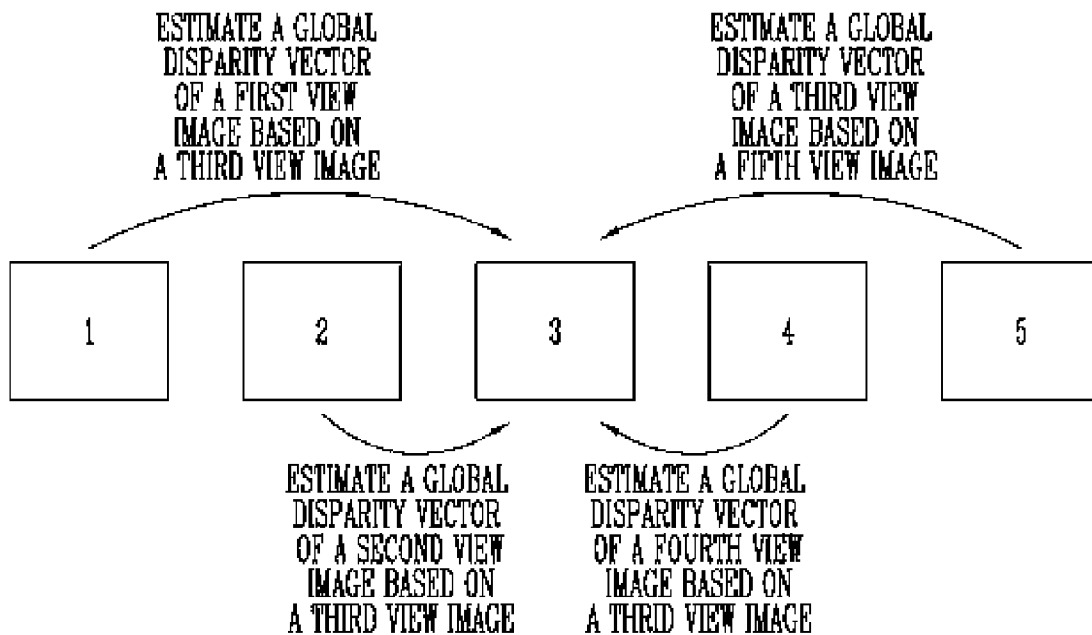 ESTIMATE A GLOBAL
DISPARITY VECTOR
OF A FIRST VIEW
IMAGE BASED ON
A THIRD VIEW IMAGE
ESTIMATE A GLOBAL
DISPARITY VECTOR
OF A THIRD VIEW
IMAGE BASED ON
A FIFTH VIEW IMAGE
1
2
3
4
5
ESTIMATE A GLOBAL
DISPARITY VECTOR
OF A SECOND VIEW
IMAGE BASED ON
A THIRD VIEW IMAGE
ESTIMATE A GLOBAL
DISPARITY VECTOR
OF A FOURTH VIEW
IMAGE BASED ON
A THRID VIEW IMAGE